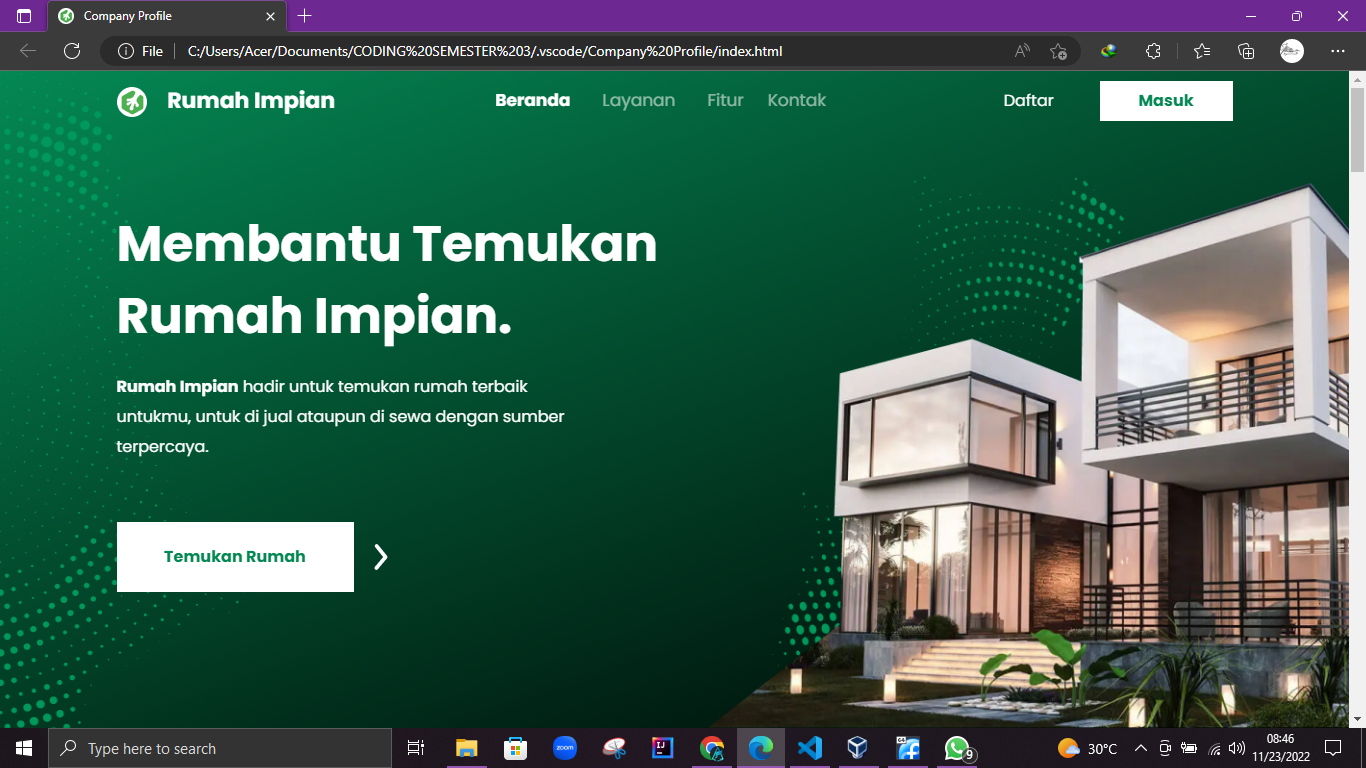 Company Profile
File
C:/Users/Acer/Documents/CODING%20SEMESTER%203/.vscode/Company%20Profile/index.html
Rumah Impian
Beranda Layanan Fitur Kontak
Daftar
Masuk
Membantu Temukan
Rumah Impian.
Rumah Impian hadir untuk temukan rumah terbaik
untukmu, untuk di jual ataupun di sewa dengan sumber
terpercaya.
Temukan Rumah
Type here to search
zoom
IJ
9
30°C
08:46
11/23/2022